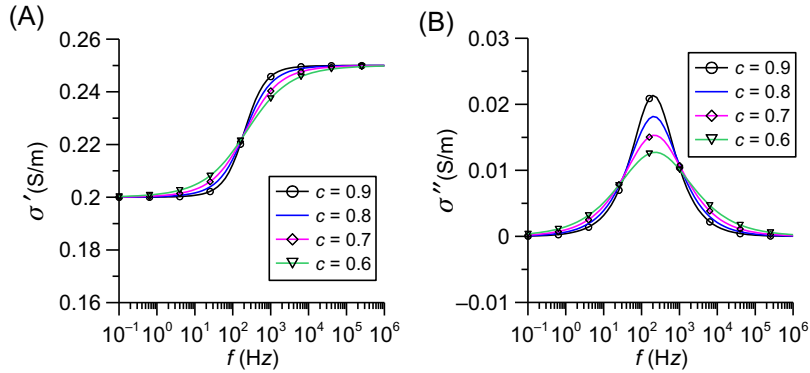 (A)
0.26
0.24
0.22
0.2
0.18
0.16
σ′(S/m)
c = 0.9
c = 0.8
c = 0.7
c = 0.6
10⁻¹ 10⁰ 10¹ 10² 10³ 10⁴ 10⁵ 10⁶
f (Hz)
(B)
0.03
0.02
0.01
0
−0.01
σ″(S/m)
c = 0.9
c = 0.8
c = 0.7
c = 0.6
10⁻¹ 10⁰ 10¹ 10² 10³ 10⁴ 10⁵ 10⁶
f (Hz)